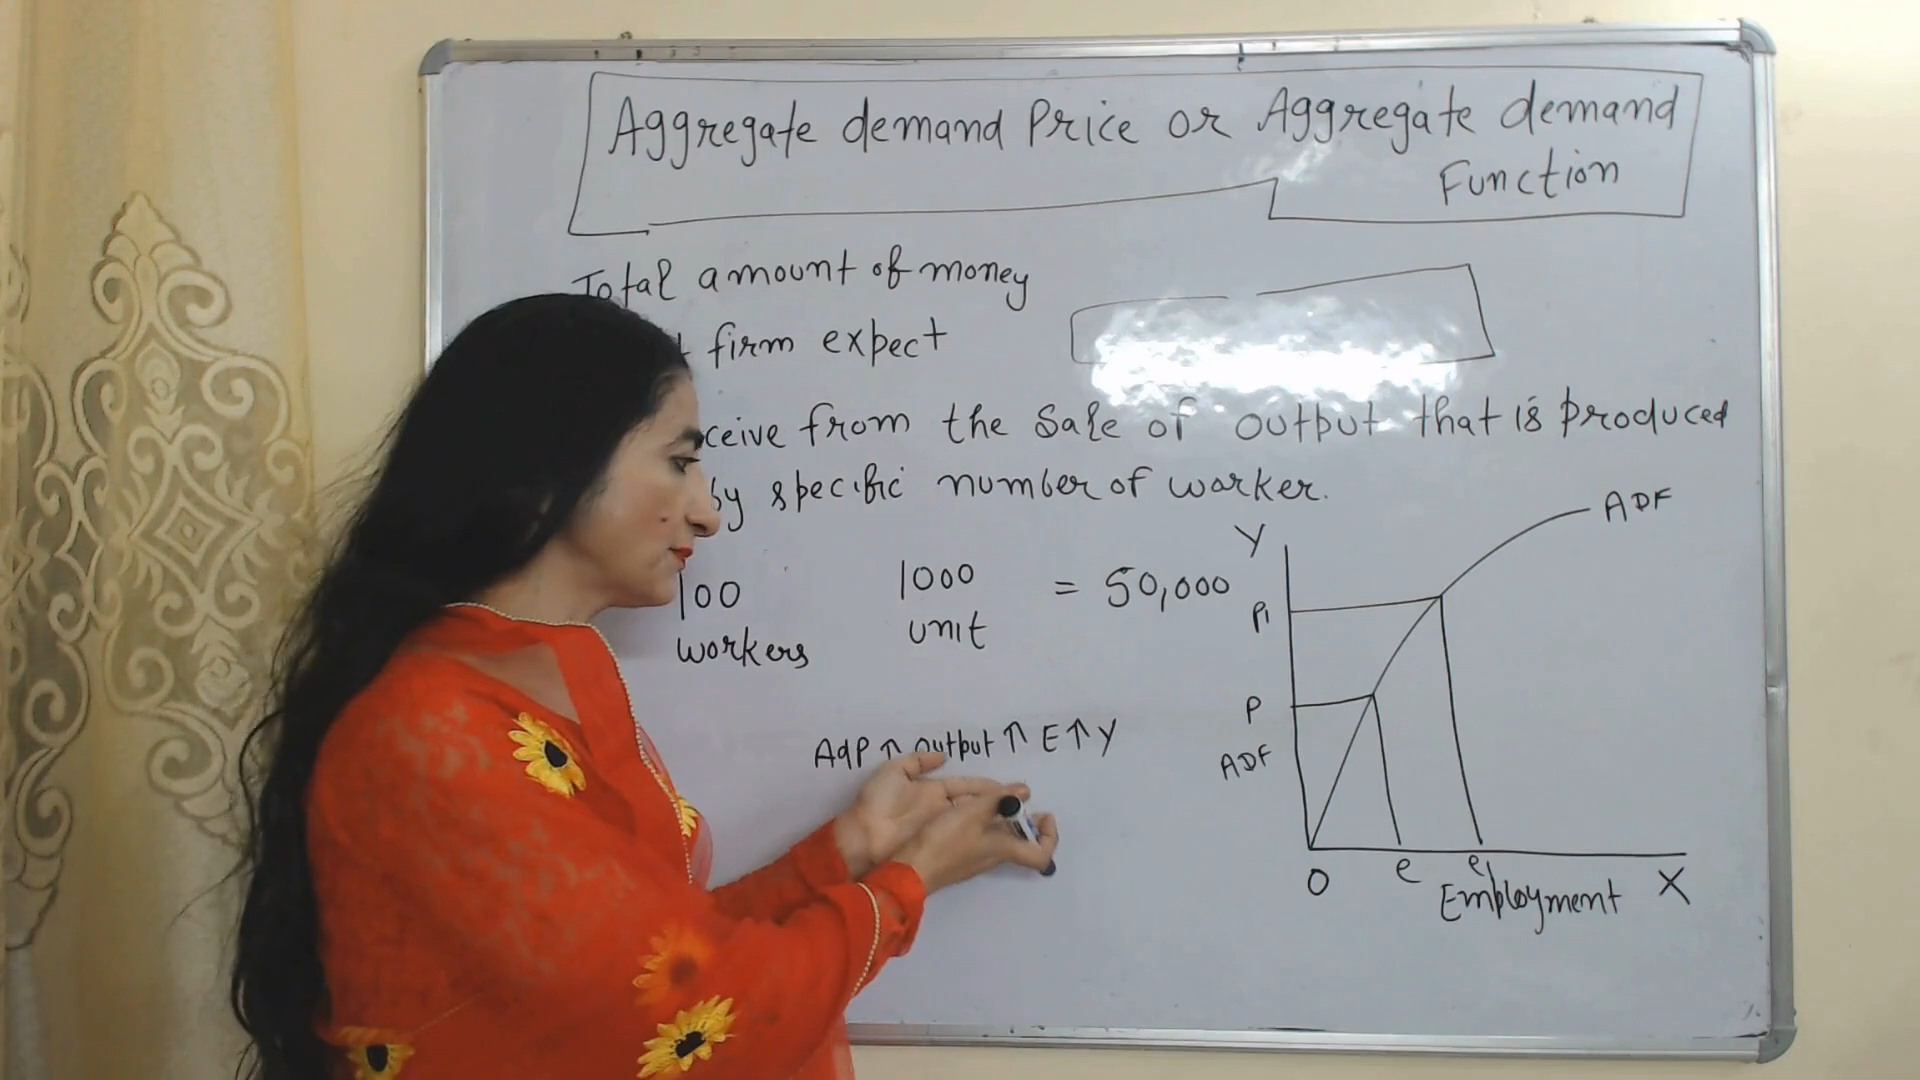 Aggregate demand Price or Aggregate demand
Function
Total amount of money
firm expect
ceive from the Sale of output that is produced
by specific number of worker.
100 workers
1000 unit
= 50,000
AdP ↑ output ↑ E ↑ Y
Y
ADF
P1
P
ADF
O
e
e1
Employment
X